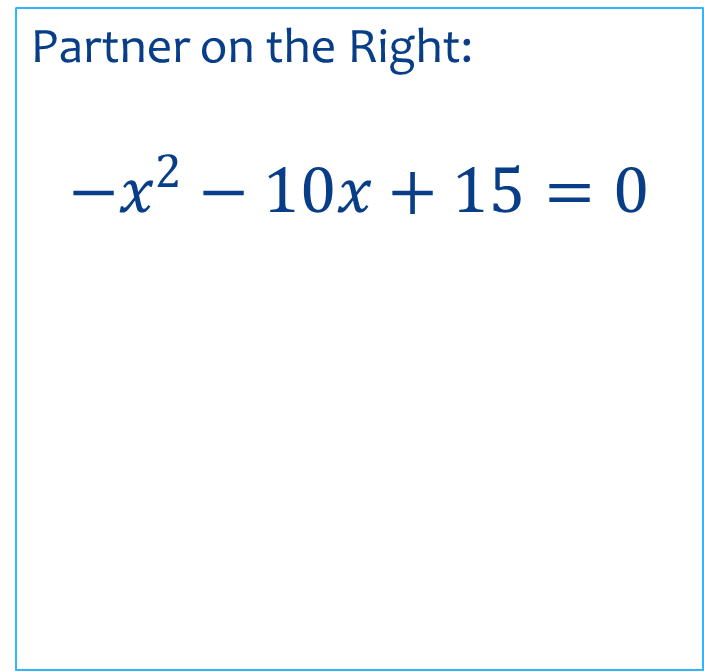 Partner on the Right:
−x² − 10x + 15 = 0